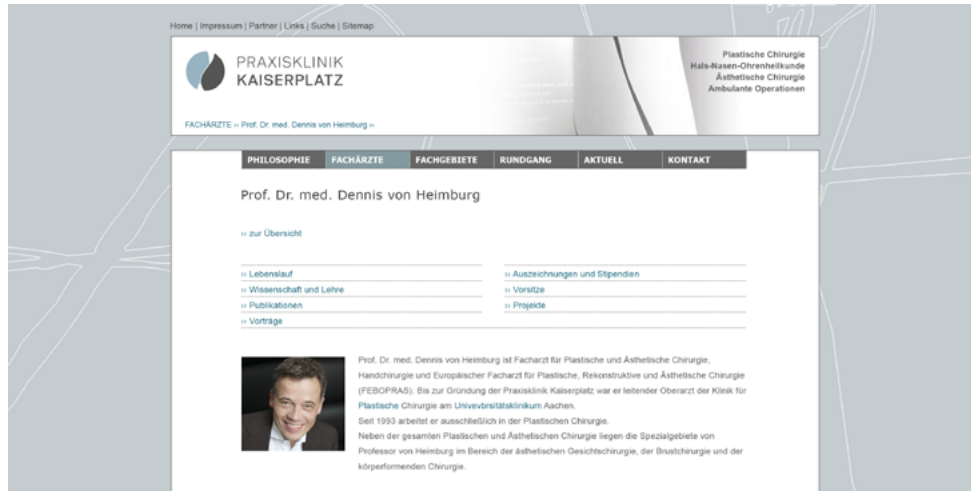 Home | Impressum | Partner | Links | Suche | Sitemap
PRAXISKLINIK
KAISERPLATZ
Plastische Chirurgie
Hals-Nasen-Ohrenheilkunde
Ästhetische Chirurgie
Ambulante Operationen
FACHÄRZTE ›› Prof. Dr. med. Dennis von Heimburg ››
PHILOSOPHIE FACHÄRZTE FACHGEBIETE RUNDGANG AKTUELL KONTAKT
Prof. Dr. med. Dennis von Heimburg
›› zur Übersicht
›› Lebenslauf
›› Wissenschaft und Lehre
›› Publikationen
›› Vorträge
›› Auszeichnungen und Stipendien
›› Vorsitze
›› Projekte
Prof. Dr. med. Dennis von Heimburg ist Facharzt für Plastische und Ästhetische Chirurgie,
Handchirurgie und Europäischer Facharzt für Plastische, Rekonstruktive und Ästhetische Chirurgie
(FEBOPRAS). Bis zur Gründung der Praxisklinik Kaiserplatz war er leitender Oberarzt der Klinik für
Plastische Chirurgie am Univevbrsitätsklinikum Aachen.
Seit 1993 arbeitet er ausschließlich in der Plastischen Chirurgie.
Neben der gesamten Plastischen und Ästhetischen Chirurgie liegen die Spezialgebiete von
Professor von Heimburg im Bereich der ästhetischen Gesichtschirurgie, der Brustchirurgie und der
körperformenden Chirurgie.